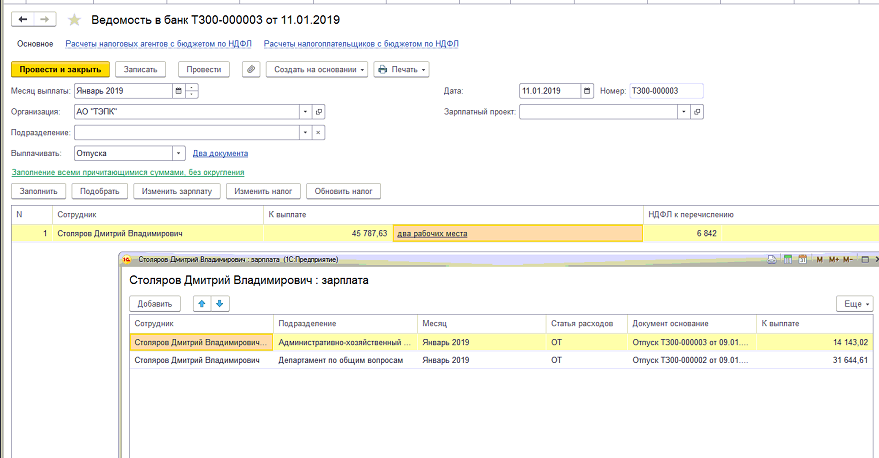 Ведомость в банк ТЗ00-000003 от 11.01.2019
Основное Расчеты налоговых агентов с бюджетом по НДФЛ Расчеты налогоплательщиков с бюджетом по НДФЛ
Провести и закрыть Записать Провести Создать на основании Печать
Месяц выплаты: Январь 2019 Дата: 11.01.2019 Номер: ТЗ00-000003
Организация: АО "ТЭПК" Зарплатный проект:
Подразделение:
Выплачивать: Отпуска Два документа
Заполнение всеми причитающимися суммами, без округления
Заполнить Подобрать Изменить зарплату Изменить налог Обновить налог
N Сотрудник К выплате НДФЛ к перечислению
1 Столяров Дмитрий Владимирович 45 787,63 два рабочих места 6 842
Столяров Дмитрий Владимирович : зарплата (1С:Предприятие) M M+ M-
Столяров Дмитрий Владимирович : зарплата
Добавить Еще
Сотрудник Подразделение Месяц Статья расходов Документ основание К выплате
Столяров Дмитрий Владимирович... Административно-хозяйственный ... Январь 2019 ОТ Отпуск ТЗ00-000003 от 09.01.... 14 143,02
Столяров Дмитрий Владимирович Департамент по общим вопросам Январь 2019 ОТ Отпуск ТЗ00-000002 от 09.01.... 31 644,61